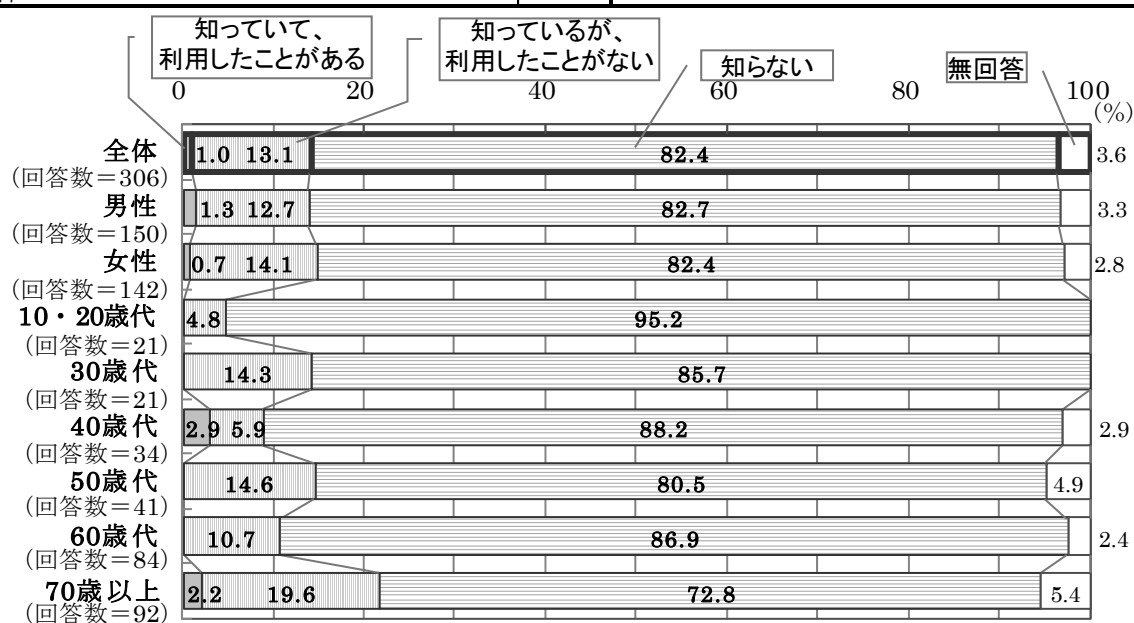 知っていて、
利用したことがある
知っているが、
利用したことがない
知らない
無回答
0 20 40 60 80 100
(%)
全体 1.0 13.1 82.4 3.6
(回答数=306)
男性 1.3 12.7 82.7 3.3
(回答数=150)
女性 0.7 14.1 82.4 2.8
(回答数=142)
10・20歳代 4.8 95.2
(回答数=21)
30歳代 14.3 85.7
(回答数=21)
40歳代 2.9 5.9 88.2 2.9
(回答数=34)
50歳代 14.6 80.5 4.9
(回答数=41)
60歳代 10.7 86.9 2.4
(回答数=84)
70歳以上 2.2 19.6 72.8 5.4
(回答数=92)